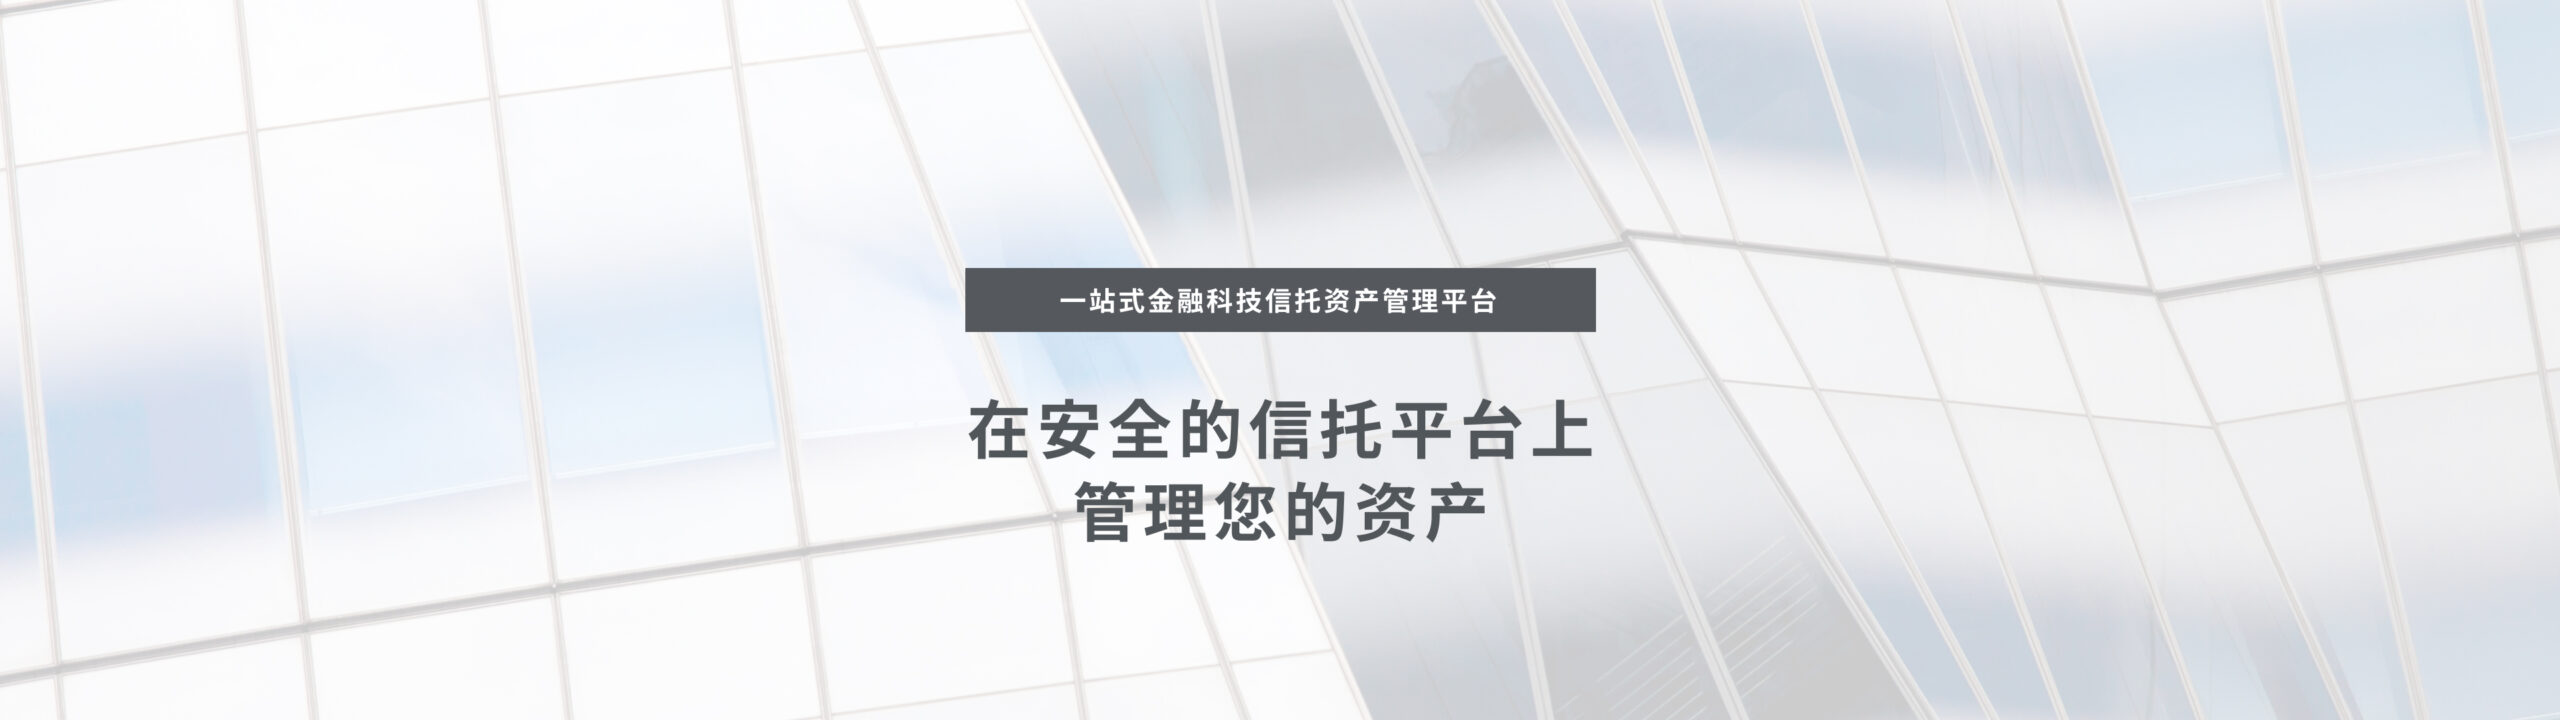 一站式金融科技信托资产管理平台
在安全的信托平台上
管理您的资产